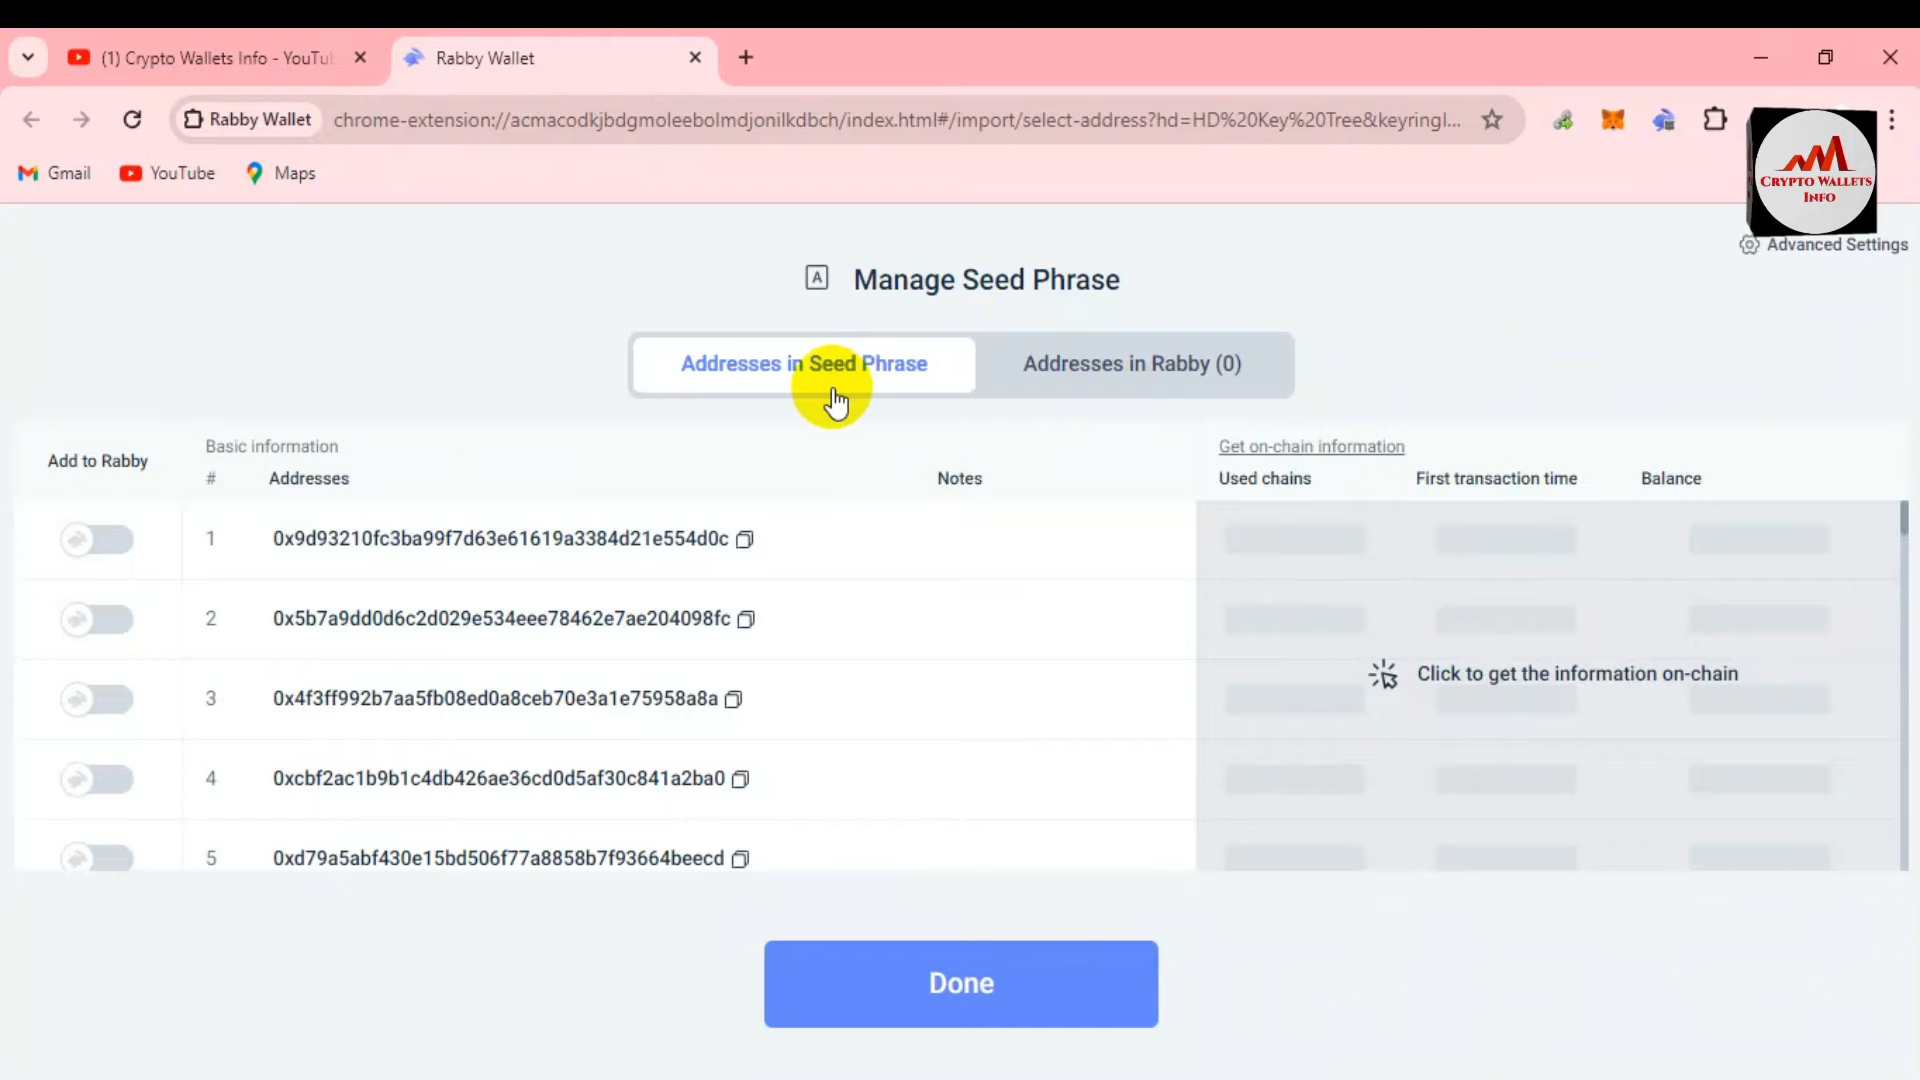 (1) Crypto Wallets Info - YouTu
Rabby Wallet
Rabby Wallet
chrome-extension://acmacodkjbdgmoleebolmdjonilkdbch/index.html#/import/select-address?hd=HD%20Key%20Tree&keyringI...
Gmail
YouTube
Maps
CRYPTO WALLETS
INFO
Advanced Settings
A
Manage Seed Phrase
Addresses in Seed Phrase
Addresses in Rabby (0)
Add to Rabby
Basic information
Get on-chain information
# Addresses Notes Used chains First transaction time Balance
1 0x9d93210fc3ba99f7d63e61619a3384d21e554d0c
2 0x5b7a9dd0d6c2d029e534eee78462e7ae204098fc
Click to get the information on-chain
3 0x4f3ff992b7aa5fb08ed0a8ceb70e3a1e75958a8a
4 0xcbf2ac1b9b1c4db426ae36cd0d5af30c841a2ba0
5 0xd79a5abf430e15bd506f77a8858b7f93664beecd
Done